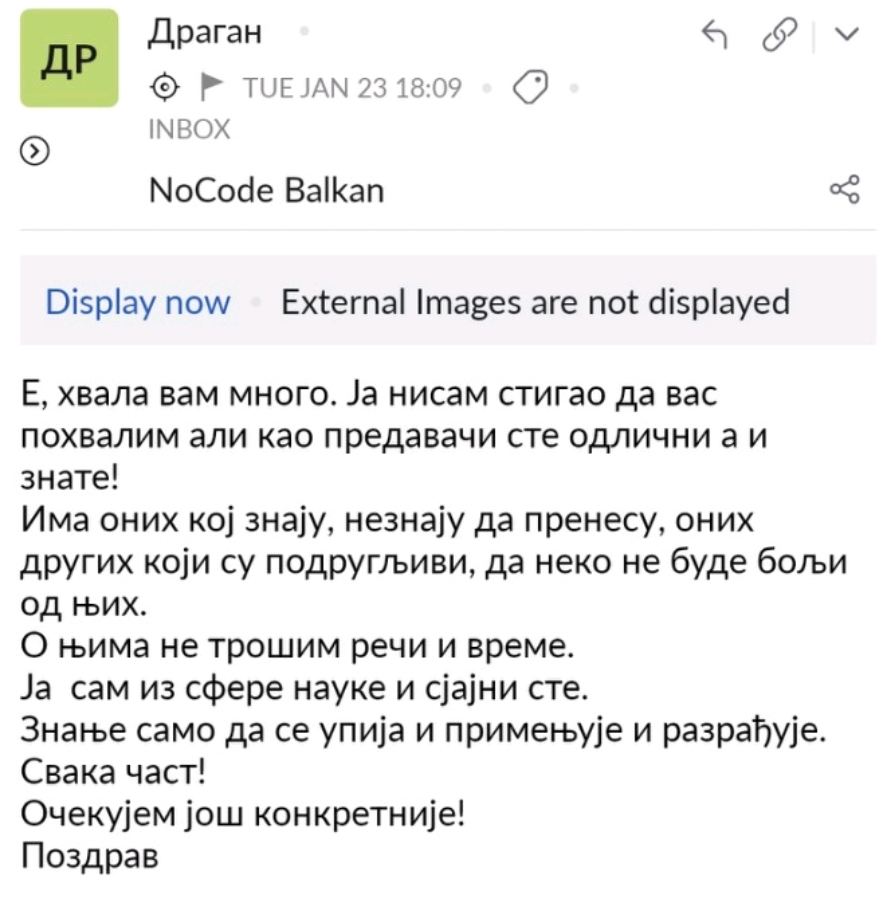 ДР
Драган
TUE JAN 23 18:09
INBOX
NoCode Balkan
Display now External Images are not displayed
Е, хвала вам много. Ја нисам стигао да вас
похвалим али као предавачи сте одлични а и
знате!
Има оних кој знају, незнају да пренесу, оних
других који су подругљиви, да неко не буде бољи
од њих.
О њима не трошим речи и време.
Ја  сам из сфере науке и сјајни сте.
Знање само да се упија и примењује и разрађује.
Свака част!
Очекујем још конкретније!
Поздрав